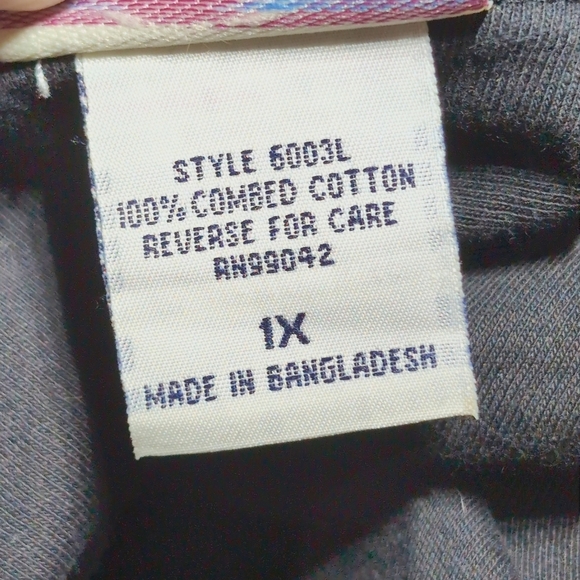 STYLE 6003L
100% COMBED COTTON
REVERSE FOR CARE
RN99042
1X
MADE IN BANGLADESH